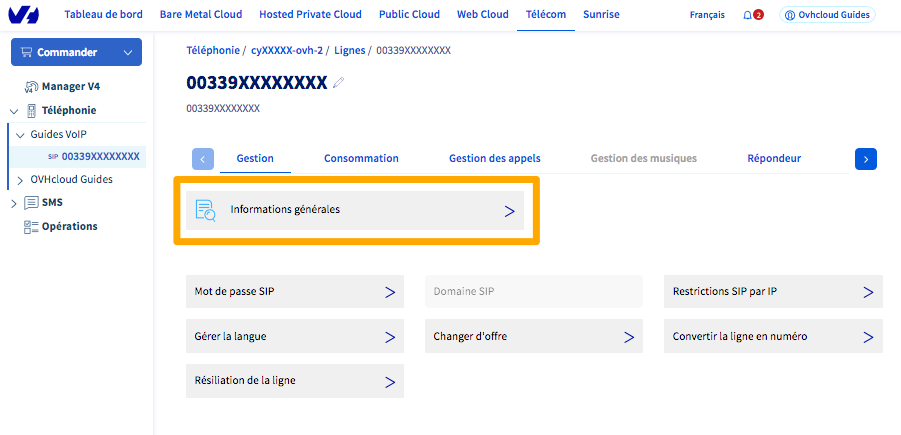 Tableau de bord Bare Metal Cloud Hosted Private Cloud Public Cloud Web Cloud Télécom Sunrise Français 2 Ovhcloud Guides
Commander
Manager V4
Téléphonie
Guides VoIP
SIP 00339XXXXXXXX
OVHcloud Guides
SMS
Opérations
Téléphonie / cyXXXXX-ovh-2 / Lignes / 00339XXXXXXXX
00339XXXXXXXX
00339XXXXXXXX
Gestion Consommation Gestion des appels Gestion des musiques Répondeur
Informations générales
Mot de passe SIP Domaine SIP Restrictions SIP par IP
Gérer la langue Changer d'offre Convertir la ligne en numéro
Résiliation de la ligne